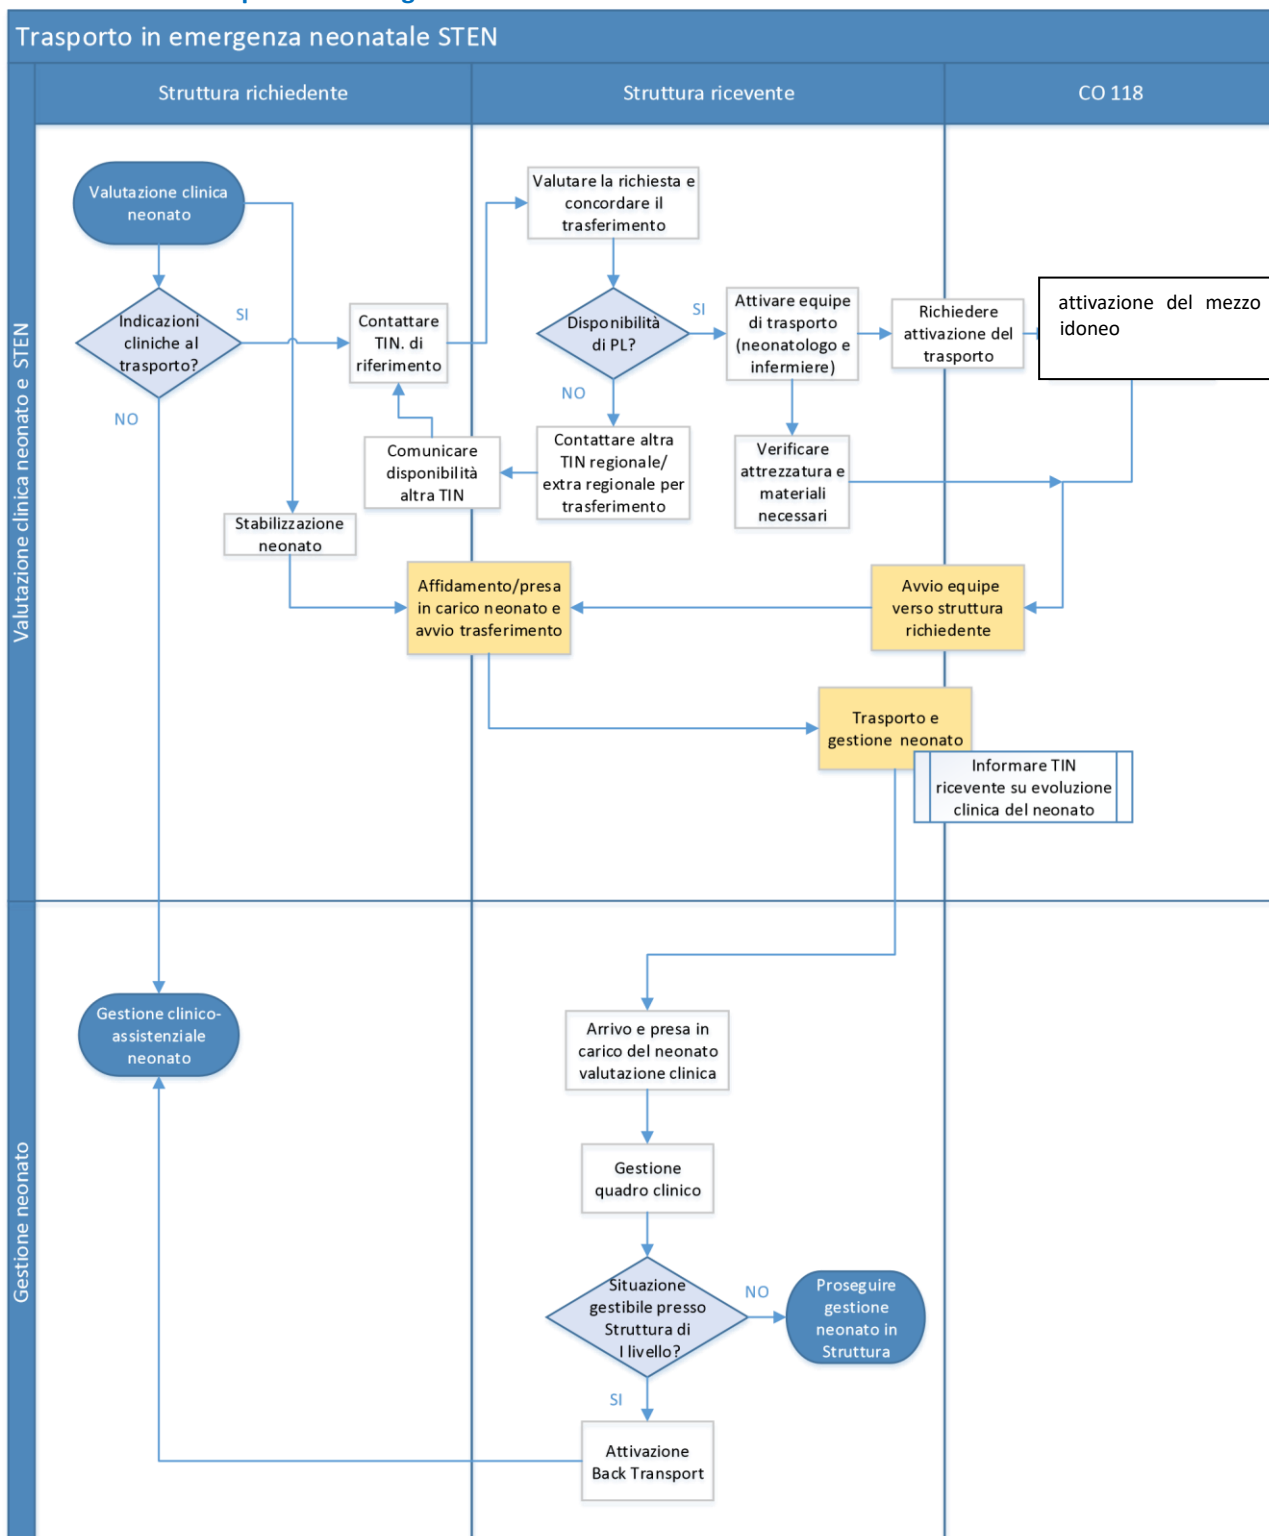 Trasporto in emergenza neonatale STEN
Struttura richiedente
Struttura ricevente
CO 118
Valutazione clinica neonato e STEN
Valutazione clinica
neonato
Valutare la richiesta e
concordare il
trasferimento
Indicazioni
cliniche al
trasporto?
SI
NO
Contattare
TIN. di
riferimento
Disponibilità
di PL?
SI
NO
Attivare equipe
di trasporto
(neonatologo e
infermiere)
Richiedere
attivazione del
trasporto
attivazione del mezzo
idoneo
Comunicare
disponibilità
altra TIN
Contattare altra
TIN regionale/
extra regionale per
trasferimento
Verificare
attrezzatura e
materiali
necessari
Stabilizzazione
neonato
Affidamento/presa
in carico neonato e
avvio trasferimento
Avvio equipe
verso struttura
richiedente
Trasporto e
gestione neonato
Informare TIN
ricevente su evoluzione
clinica del neonato
Gestione neonato
Gestione clinico-
assistenziale
neonato
Arrivo e presa in
carico del neonato
valutazione clinica
Gestione
quadro clinico
Situazione
gestibile presso
Struttura di
I livello?
NO
Proseguire
gestione
neonato in
Struttura
SI
Attivazione
Back Transport